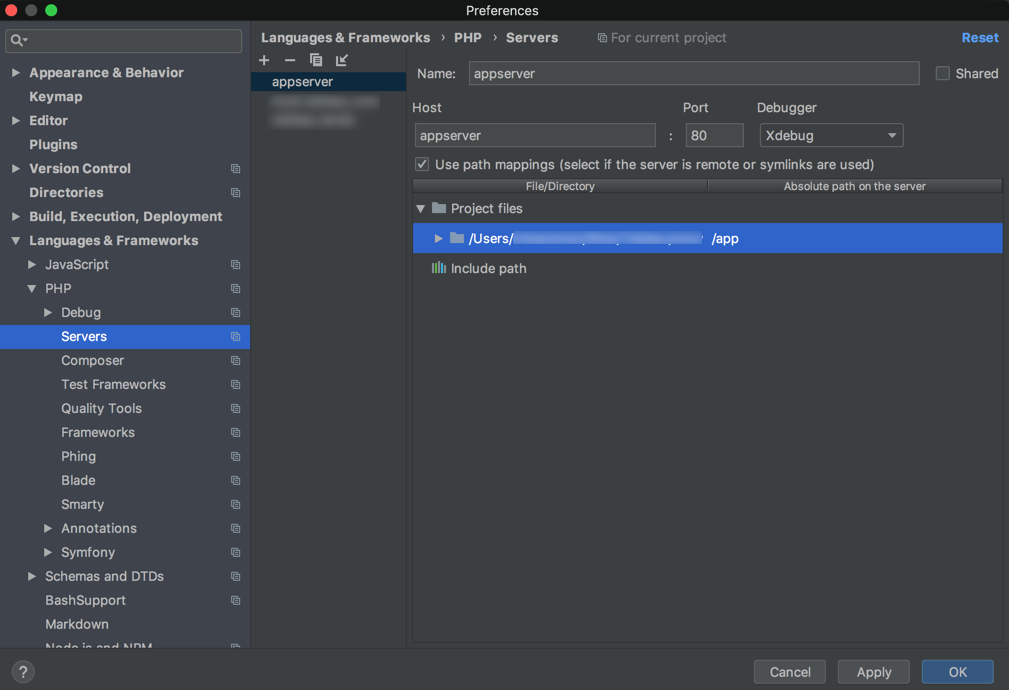 Preferences
Appearance & Behavior
Keymap
Editor
Plugins
Version Control
Directories
Build, Execution, Deployment
Languages & Frameworks
JavaScript
PHP
Debug
Servers
Composer
Test Frameworks
Quality Tools
Frameworks
Phing
Blade
Smarty
Annotations
Symfony
Schemas and DTDs
BashSupport
Markdown
Node.js and NPM
?
Languages & Frameworks › PHP › Servers For current project Reset
appserver
Name: appserver Shared
Host Port Debugger
appserver : 80 Xdebug
Use path mappings (select if the server is remote or symlinks are used)
File/Directory Absolute path on the server
Project files
/Users/ /app
Include path
Cancel Apply OK